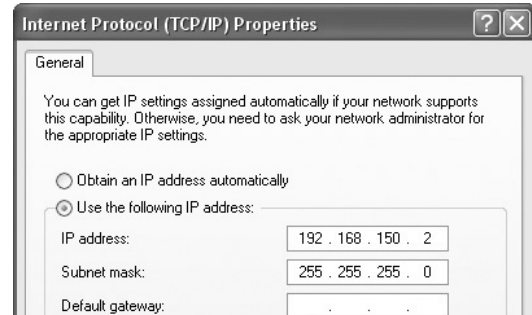 Internet Protocol (TCP/IP) Properties
General
You can get IP settings assigned automatically if your network supports
this capability. Otherwise, you need to ask your network administrator for
the appropriate IP settings.
Obtain an IP address automatically
Use the following IP address:
IP address: 192 . 168 . 150 . 2
Subnet mask: 255 . 255 . 255 . 0
Default gateway: . . .